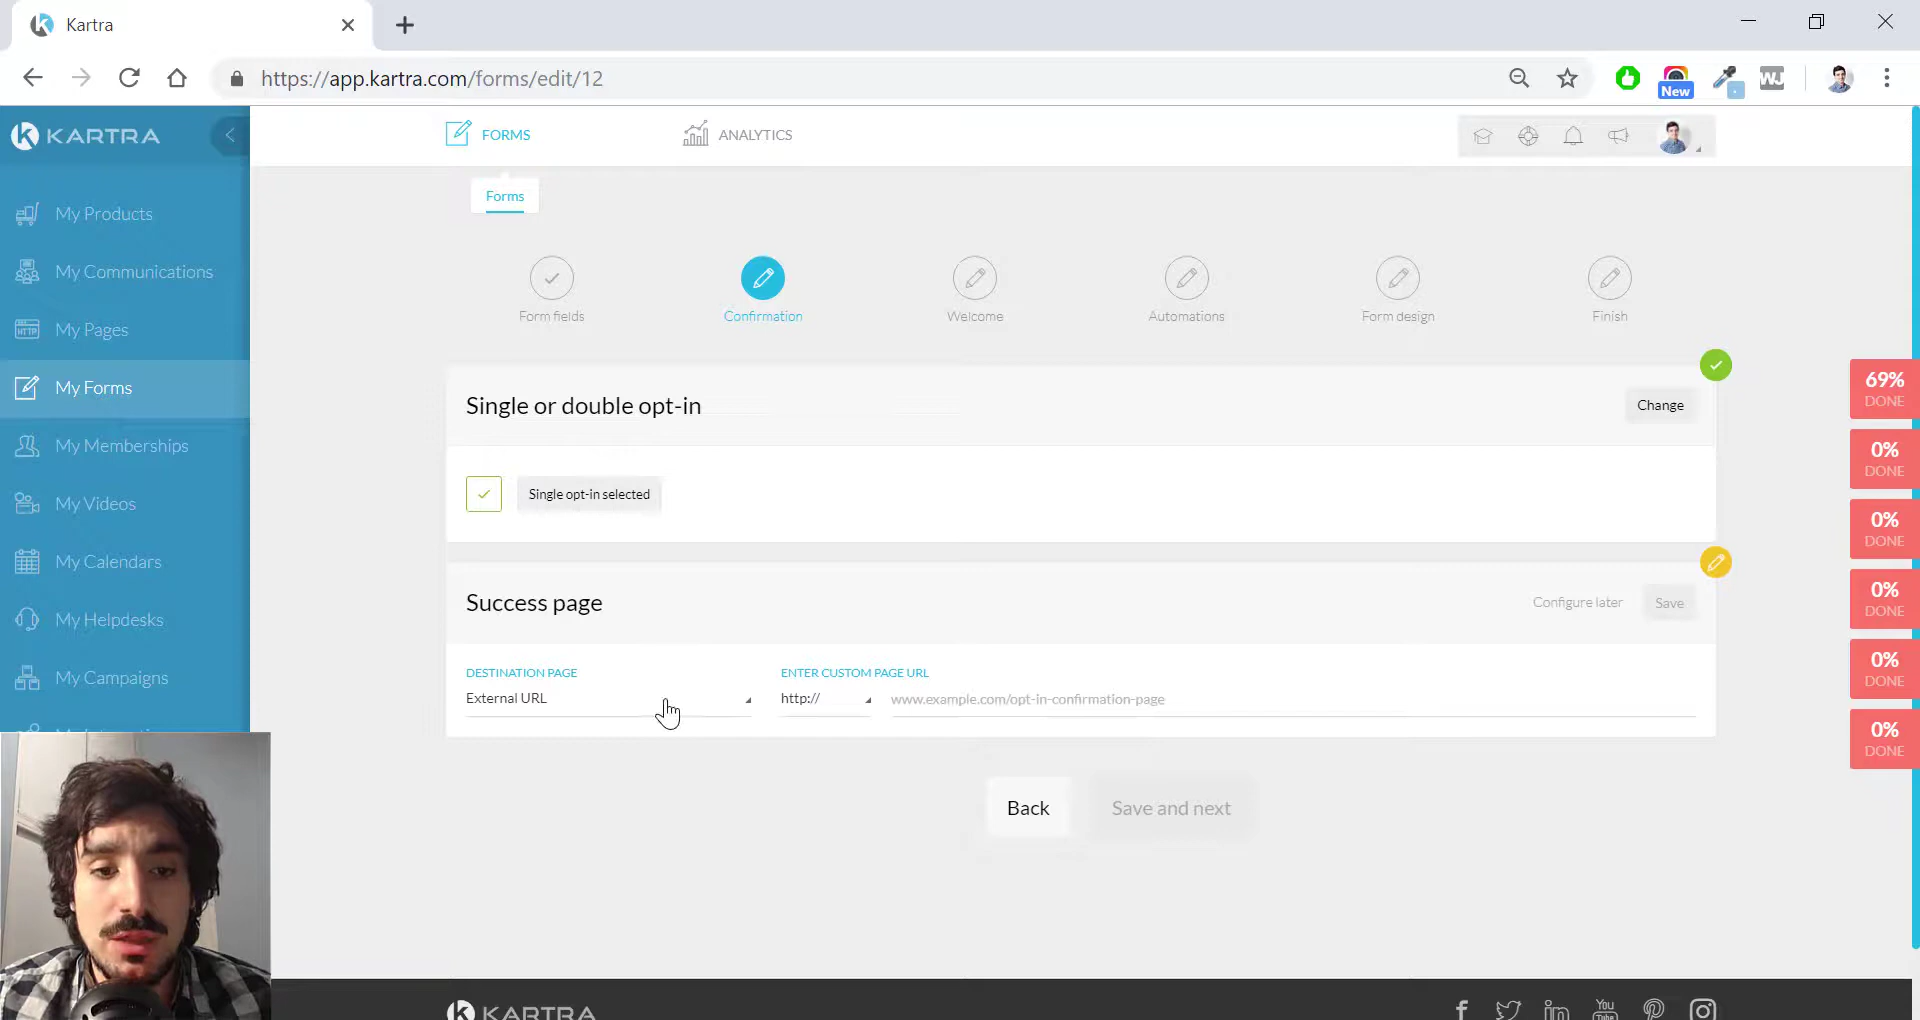 Kartra
https://app.kartra.com/forms/edit/12
New
WJ
KARTRA
FORMS
ANALYTICS
Forms
My Products
My Communications
My Pages
My Forms
My Memberships
My Videos
My Calendars
My Helpdesks
My Campaigns
Form fields
Confirmation
Welcome
Automations
Form design
Finish
Single or double opt-in
Change
Single opt-in selected
Success page
Configure later
Save
DESTINATION PAGE
ENTER CUSTOM PAGE URL
External URL
http://
www.example.com/opt-in-confirmation-page
Back
Save and next
69%
DONE
0%
DONE
0%
DONE
0%
DONE
0%
DONE
0%
DONE
KARTRA
You